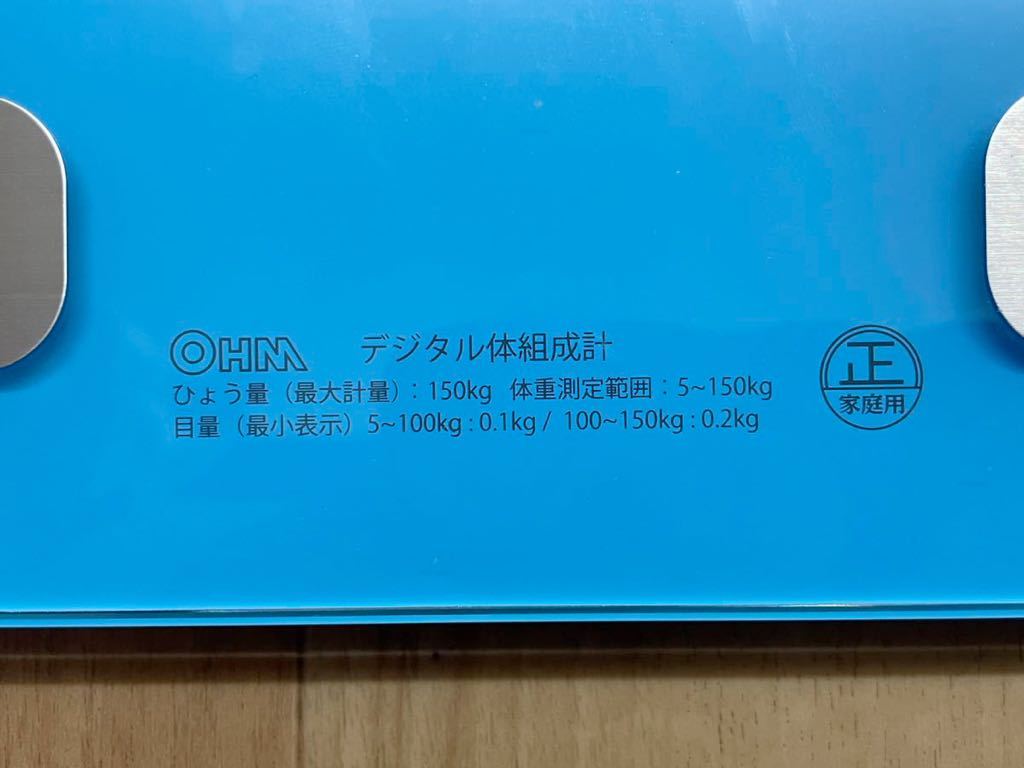 OHM デジタル体組成計
ひょう量（最大計量）：150kg 体重測定範囲：5~150kg
目量（最小表示）5~100kg : 0.1kg / 100~150kg : 0.2kg
正
家庭用